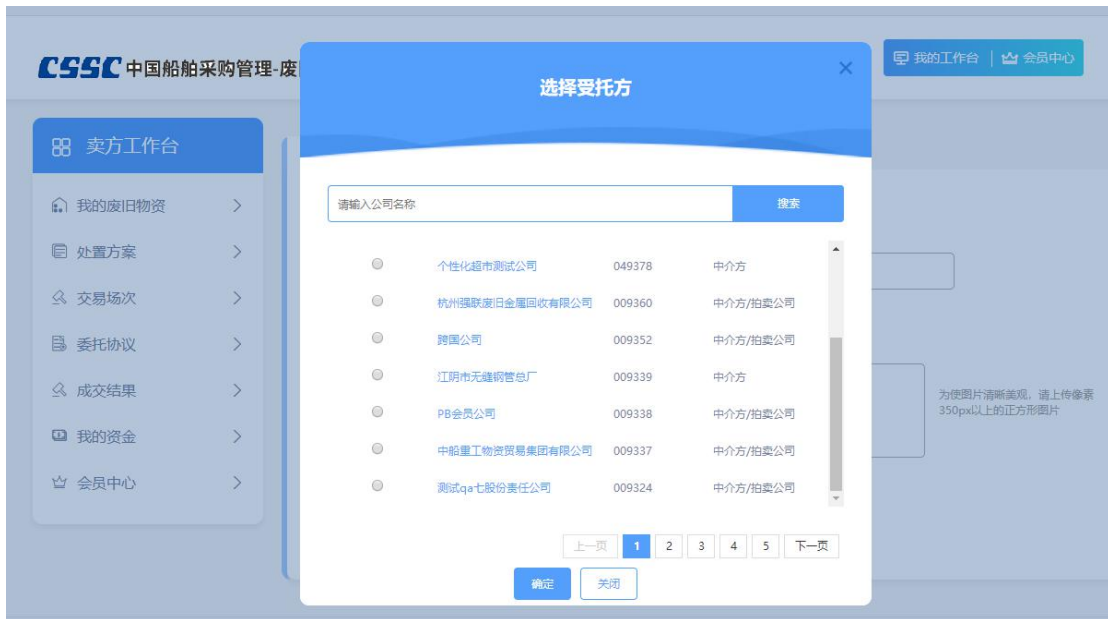 CSSC 中国船舶采购管理-废
我的工作台 | 会员中心
选择受托方
卖方工作台
我的废旧物资
处置方案
交易场次
委托协议
成交结果
我的资金
会员中心
请输入公司名称 搜索
个性化超市测试公司 049378 中介方
杭州强联废旧金属回收有限公司 009360 中介方/拍卖公司
跨国公司 009352 中介方/拍卖公司
江阴市无缝钢管总厂 009339 中介方
PB会员公司 009338 中介方/拍卖公司
中船重工物资贸易集团有限公司 009337 中介方/拍卖公司
测试qa七股份责任公司 009324 中介方/拍卖公司
为使图片清晰美观，请上传像素
350px以上的正方形图片
上一页 1 2 3 4 5 下一页
确定 关闭